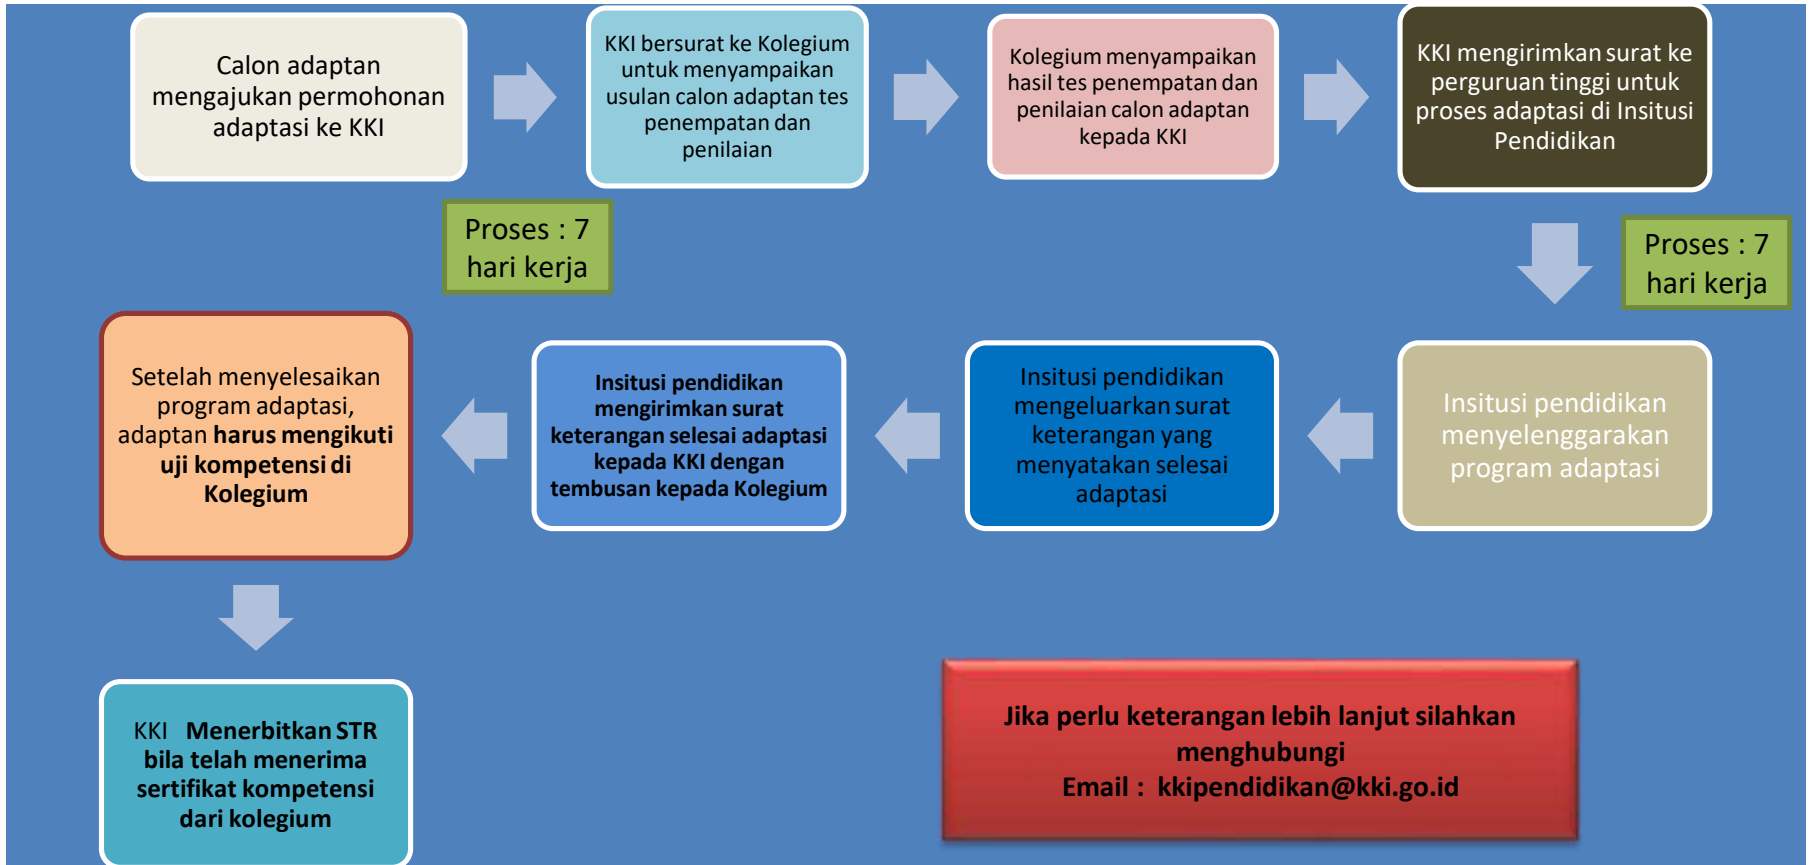 Calon adaptan
mengajukan permohonan
adaptasi ke KKI
KKI bersurat ke Kolegium
untuk menyampaikan
usulan calon adaptan tes
penempatan dan
penilaian
Kolegium menyampaikan
hasil tes penempatan dan
penilaian calon adaptan
kepada KKI
KKI mengirimkan surat ke
perguruan tinggi untuk
proses adaptasi di Insitusi
Pendidikan
Proses : 7
hari kerja
Proses : 7
hari kerja
Insitusi pendidikan
menyelenggarakan
program adaptasi
Insitusi pendidikan
mengeluarkan surat
keterangan yang
menyatakan selesai
adaptasi
Insitusi pendidikan
mengirimkan surat
keterangan selesai adaptasi
kepada KKI dengan
tembusan kepada Kolegium
Setelah menyelesaikan
program adaptasi,
adaptan harus mengikuti
uji kompetensi di
Kolegium
KKI Menerbitkan STR
bila telah menerima
sertifikat kompetensi
dari kolegium
Jika perlu keterangan lebih lanjut silahkan
menghubungi
Email : kkipendidikan@kki.go.id